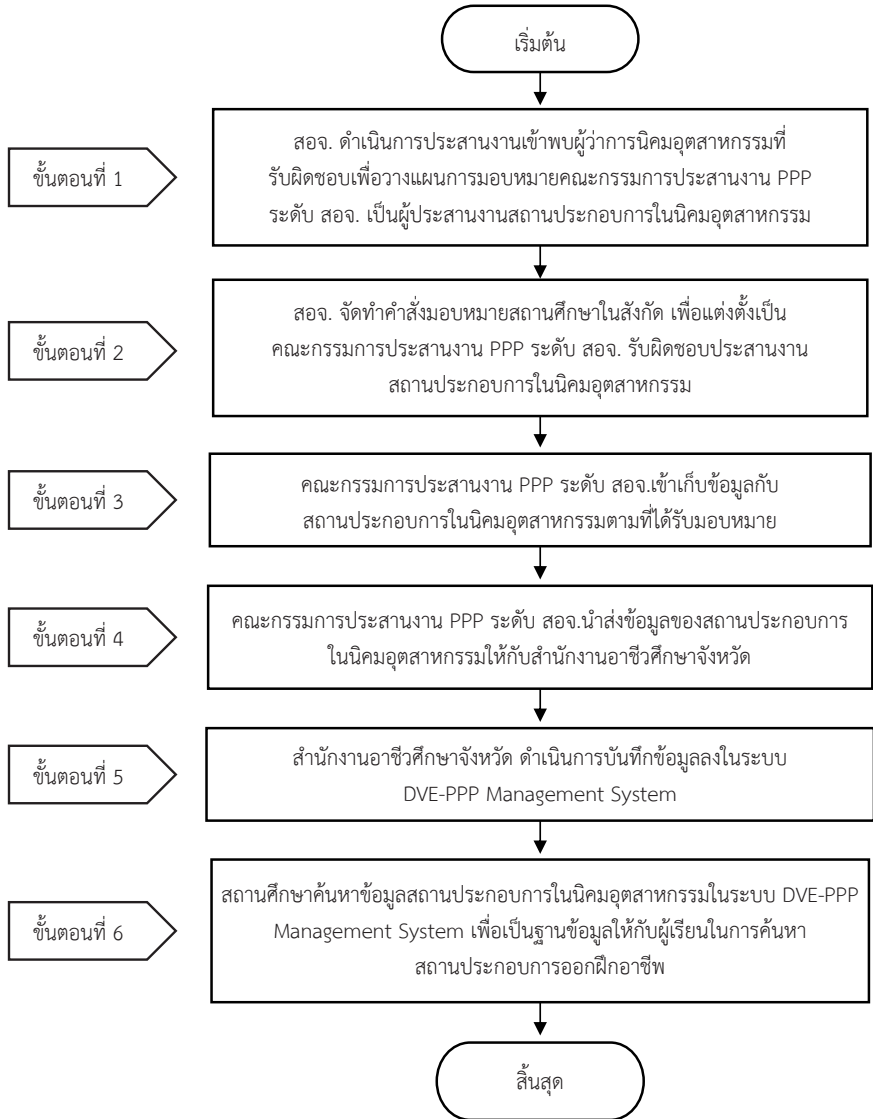 เริ่มต้น
ขั้นตอนที่ 1
สอจ. ดำเนินการประสานงานเข้าพบผู้ว่าการนิคมอุตสาหกรรมที่
รับผิดชอบเพื่อวางแผนการมอบหมายคณะกรรมการประสานงาน PPP
ระดับ สอจ. เป็นผู้ประสานงานสถานประกอบการในนิคมอุตสาหกรรม
ขั้นตอนที่ 2
สอจ. จัดทำคำสั่งมอบหมายสถานศึกษาในสังกัด เพื่อแต่งตั้งเป็น
คณะกรรมการประสานงาน PPP ระดับ สอจ. รับผิดชอบประสานงาน
สถานประกอบการในนิคมอุตสาหกรรม
ขั้นตอนที่ 3
คณะกรรมการประสานงาน PPP ระดับ สอจ.เข้าเก็บข้อมูลกับ
สถานประกอบการในนิคมอุตสาหกรรมตามที่ได้รับมอบหมาย
ขั้นตอนที่ 4
คณะกรรมการประสานงาน PPP ระดับ สอจ.นำส่งข้อมูลของสถานประกอบการ
ในนิคมอุตสาหกรรมให้กับสำนักงานอาชีวศึกษาจังหวัด
ขั้นตอนที่ 5
สำนักงานอาชีวศึกษาจังหวัด ดำเนินการบันทึกข้อมูลลงในระบบ
DVE-PPP Management System
ขั้นตอนที่ 6
สถานศึกษาค้นหาข้อมูลสถานประกอบการในนิคมอุตสาหกรรมในระบบ DVE-PPP
Management System เพื่อเป็นฐานข้อมูลให้กับผู้เรียนในการค้นหา
สถานประกอบการออกฝึกอาชีพ
สิ้นสุด